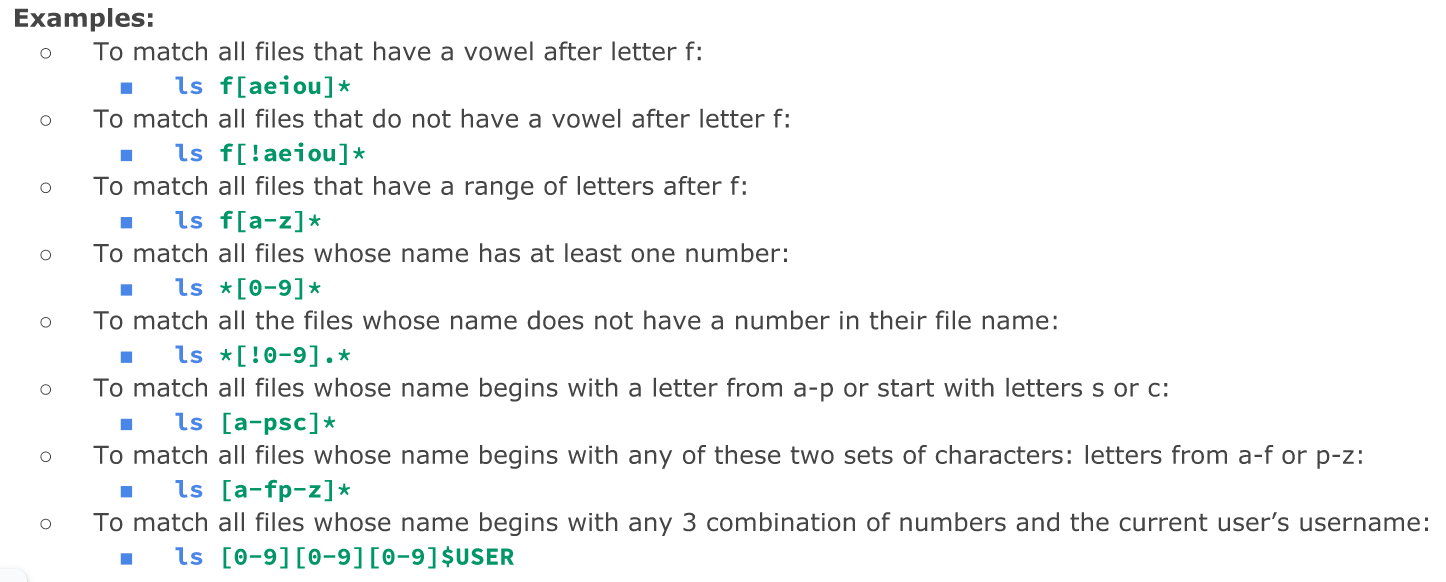 Examples:
○ To match all files that have a vowel after letter f:
■ ls f[aeiou]*
○ To match all files that do not have a vowel after letter f:
■ ls f[!aeiou]*
○ To match all files that have a range of letters after f:
■ ls f[a-z]*
○ To match all files whose name has at least one number:
■ ls *[0-9]*
○ To match all the files whose name does not have a number in their file name:
■ ls *[!0-9].*
○ To match all files whose name begins with a letter from a-p or start with letters s or c:
■ ls [a-psc]*
○ To match all files whose name begins with any of these two sets of characters: letters from a-f or p-z:
■ ls [a-fp-z]*
○ To match all files whose name begins with any 3 combination of numbers and the current user’s username:
■ ls [0-9][0-9][0-9]$USER